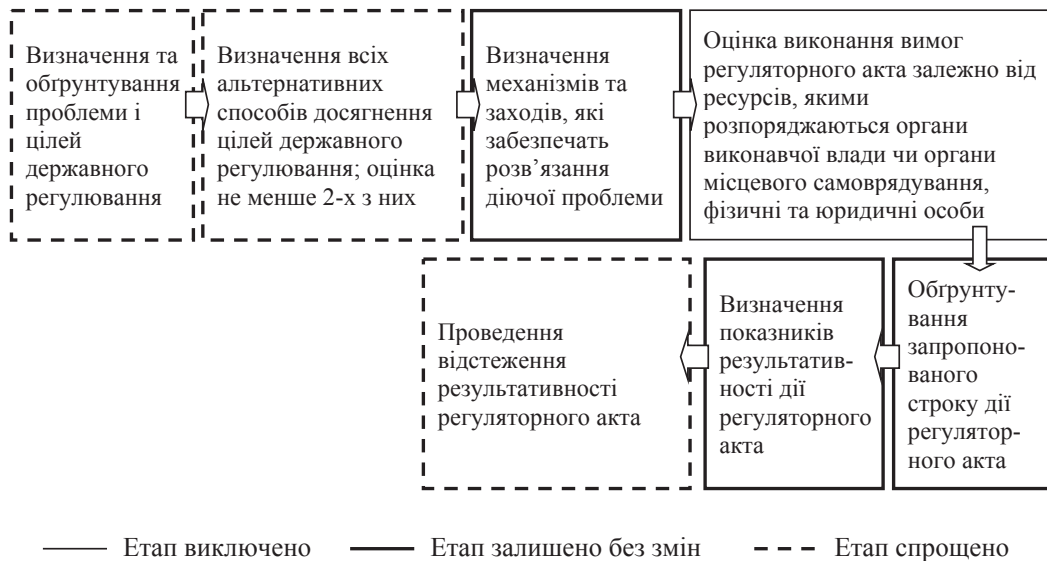 Визначення та
обґрунтування
проблеми і
цілей
державного
регулювання
Визначення всіх
альтернативних
способів досягнення
цілей державного
регулювання; оцінка
не менше 2-х з них
Визначення
механізмів та
заходів, які
забезпечать
розв’язання
діючої проблеми
Оцінка виконання вимог
регуляторного акта залежно від
ресурсів, якими
розпоряджаються органи
виконавчої влади чи органи
місцевого самоврядування,
фізичні та юридичні особи
Обґрунту-
вання
запропоно-
ваного
строку дії
регулятор-
ного акта
Визначення
показників
результатив-
ності дії
регуляторного
акта
Проведення
відстеження
результативності
регуляторного акта
Етап виключено
Етап залишено без змін
Етап спрощено